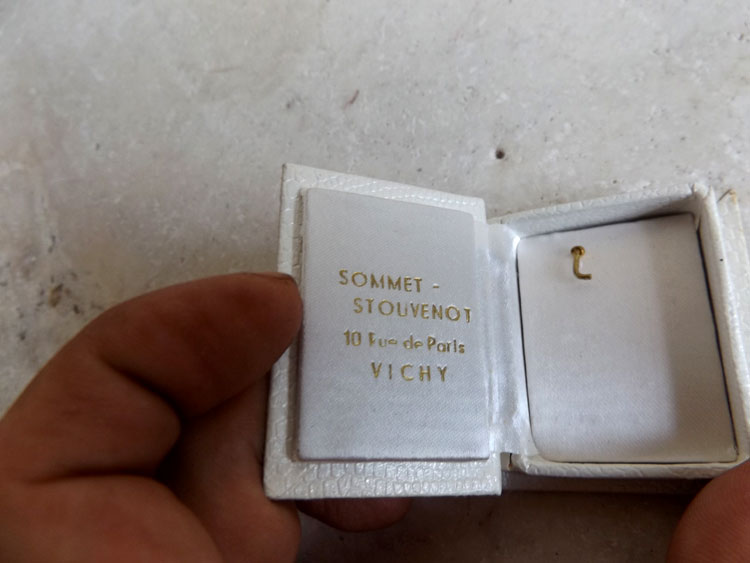 SOMMET -
STOUVENOT
10 Rue de Paris
VICHY